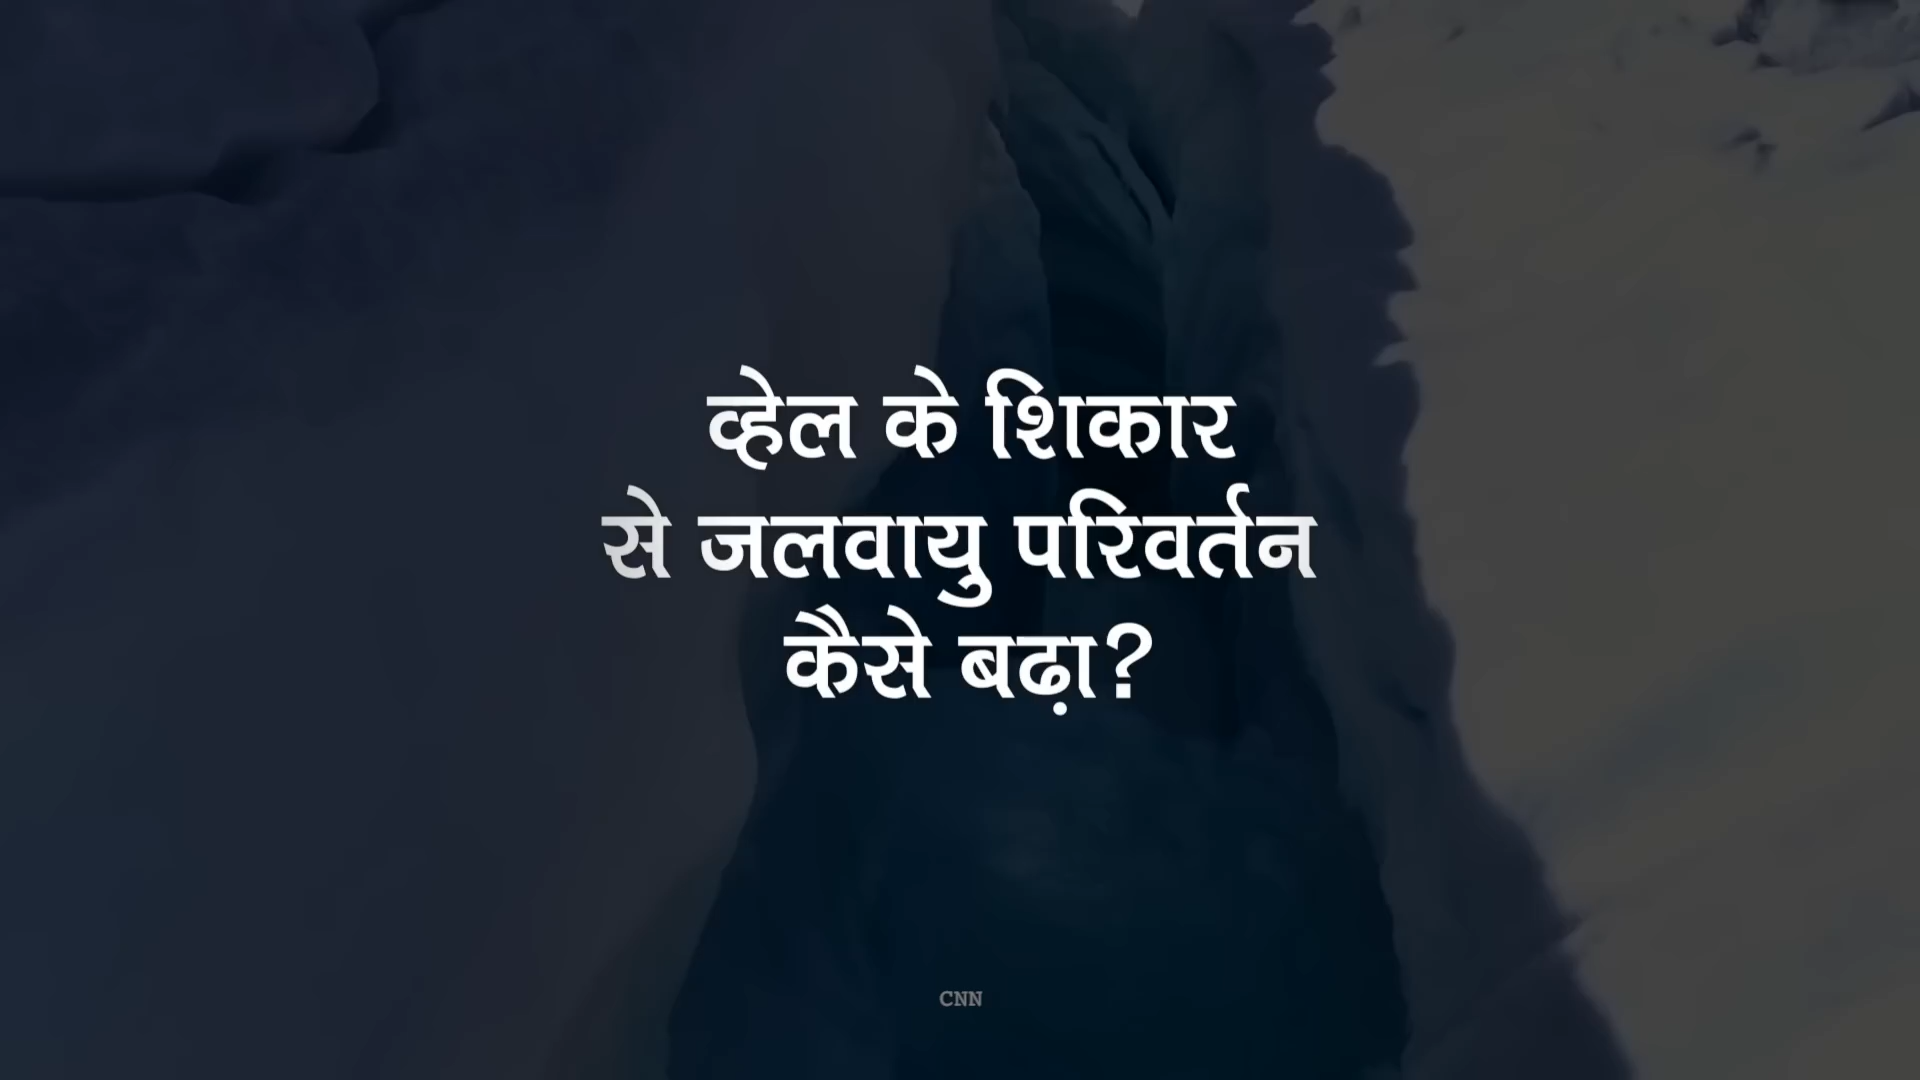 व्हेल के शिकार
से जलवायु परिवर्तन
कैसे बढ़ा?
CNN